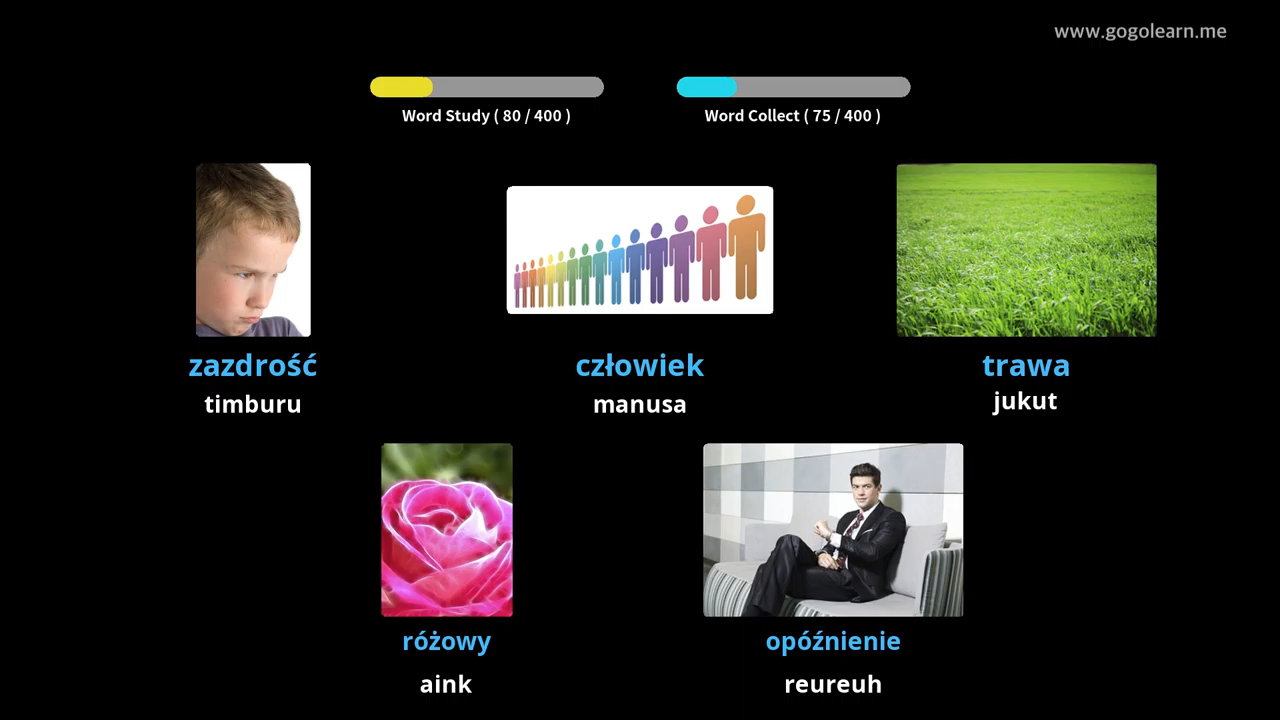 www.gogolearn.me
Word Study ( 80 / 400 )
Word Collect ( 75 / 400 )
zazdrość
timburu
człowiek
manusa
trawa
jukut
różowy
aink
opóźnienie
reureuh